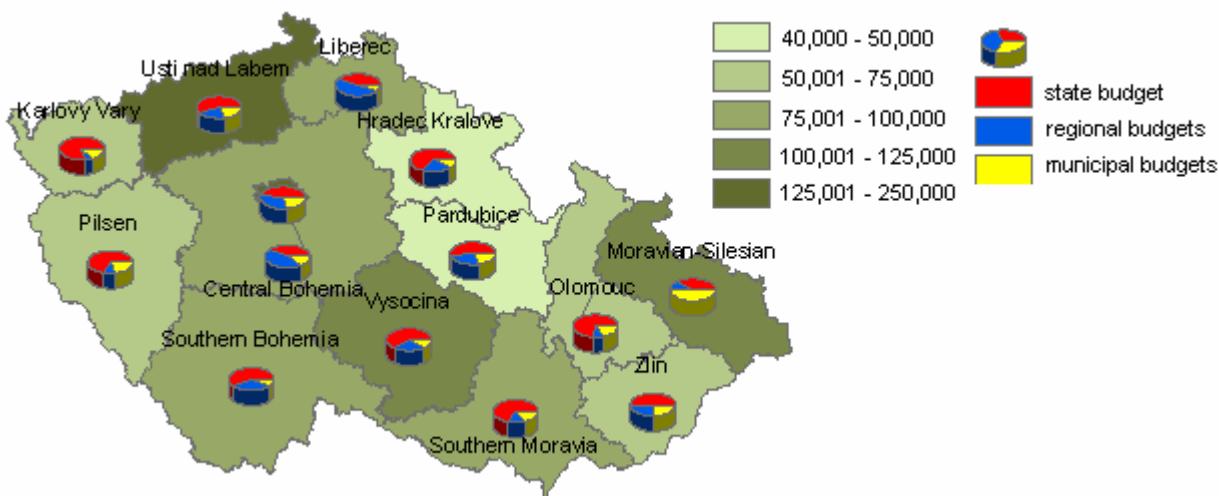 Liberec
Usti nad Labem
Karlovy Vary
Hradec Kralove
Pilsen
Pardubice
Moravian-Silesian
Central Bohemia
Vysocina
Olomouc
Southern Bohemia
Zlin
Southern Moravia
40,000 - 50,000
50,001 - 75,000
75,001 - 100,000
100,001 - 125,000
125,001 - 250,000
state budget
regional budgets
municipal budgets